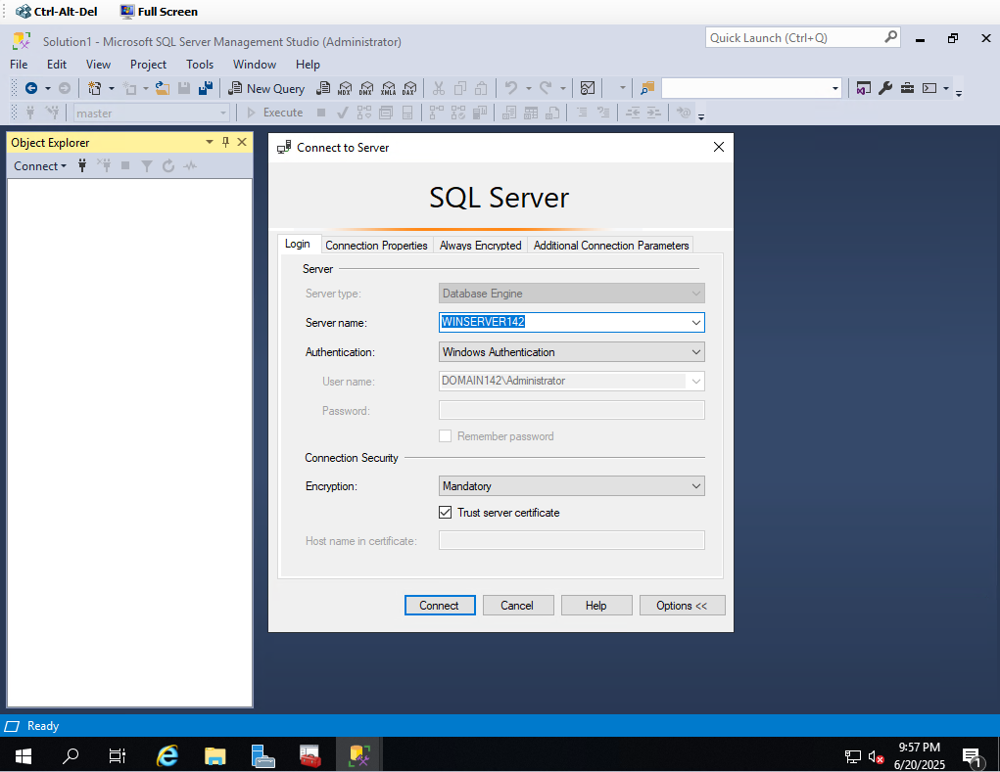 Ctrl-Alt-Del Full Screen
Solution1 - Microsoft SQL Server Management Studio (Administrator)
Quick Launch (Ctrl+Q)
File Edit View Project Tools Window Help
New Query MDX DMX XMLA DAX
master Execute
Object Explorer
Connect
Connect to Server
SQL Server
Login Connection Properties Always Encrypted Additional Connection Parameters
Server
Server type: Database Engine
Server name: WINSERVER142
Authentication: Windows Authentication
User name: DOMAIN142\Administrator
Password:
Remember password
Connection Security
Encryption: Mandatory
Trust server certificate
Host name in certificate:
Connect Cancel Help Options <<
Ready
9:57 PM
6/20/2025
1